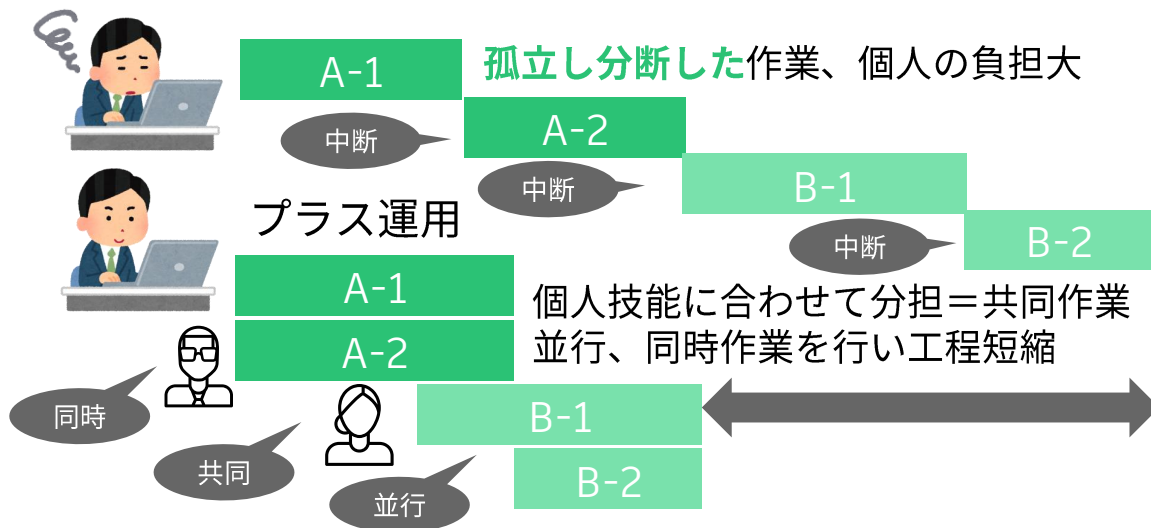 A-1
孤立し分断した作業、個人の負担大
中断
A-2
中断
B-1
中断
B-2
プラス運用
A-1
個人技能に合わせて分担＝共同作業
並行、同時作業を行い工程短縮
A-2
同時
B-1
共同
B-2
並行